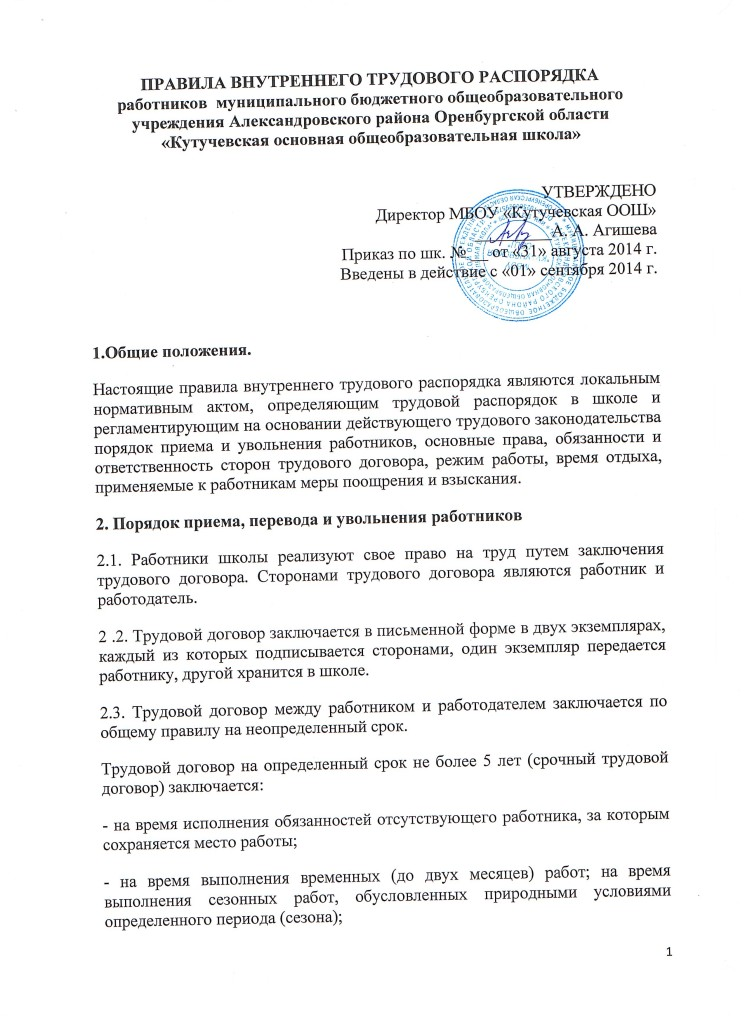 ПРАВИЛА ВНУТРЕННЕГО ТРУДОВОГО РАСПОРЯДКА
работников муниципального бюджетного общеобразовательного
учреждения Александровского района Оренбургской области
«Кутучевская основная общеобразовательная школа»
УТВЕРЖДЕНО
Директор МБОУ «Кутучевская ООШ»
А. А. Агишева
Приказ по шк. №___ от «31» августа 2014 г.
Введены в действие с «01» сентября 2014 г.
1.Общие положения.
Настоящие правила внутреннего трудового распорядка являются локальным
нормативным актом, определяющим трудовой распорядок в школе и
регламентирующим на основании действующего трудового законодательства
порядок приема и увольнения работников, основные права, обязанности и
ответственность сторон трудового договора, режим работы, время отдыха,
применяемые к работникам меры поощрения и взыскания.
2. Порядок приема, перевода и увольнения работников
2.1. Работники школы реализуют свое право на труд путем заключения
трудового договора. Сторонами трудового договора являются работник и
работодатель.
2 .2. Трудовой договор заключается в письменной форме в двух экземплярах,
каждый из которых подписывается сторонами, один экземпляр передается
работнику, другой хранится в школе.
2.3. Трудовой договор между работником и работодателем заключается по
общему правилу на неопределенный срок.
Трудовой договор на определенный срок не более 5 лет (срочный трудовой
договор) заключается:
- на время исполнения обязанностей отсутствующего работника, за которым
сохраняется место работы;
- на время выполнения временных (до двух месяцев) работ; на время
выполнения сезонных работ, обусловленных природными условиями
определенного периода (сезона);
1